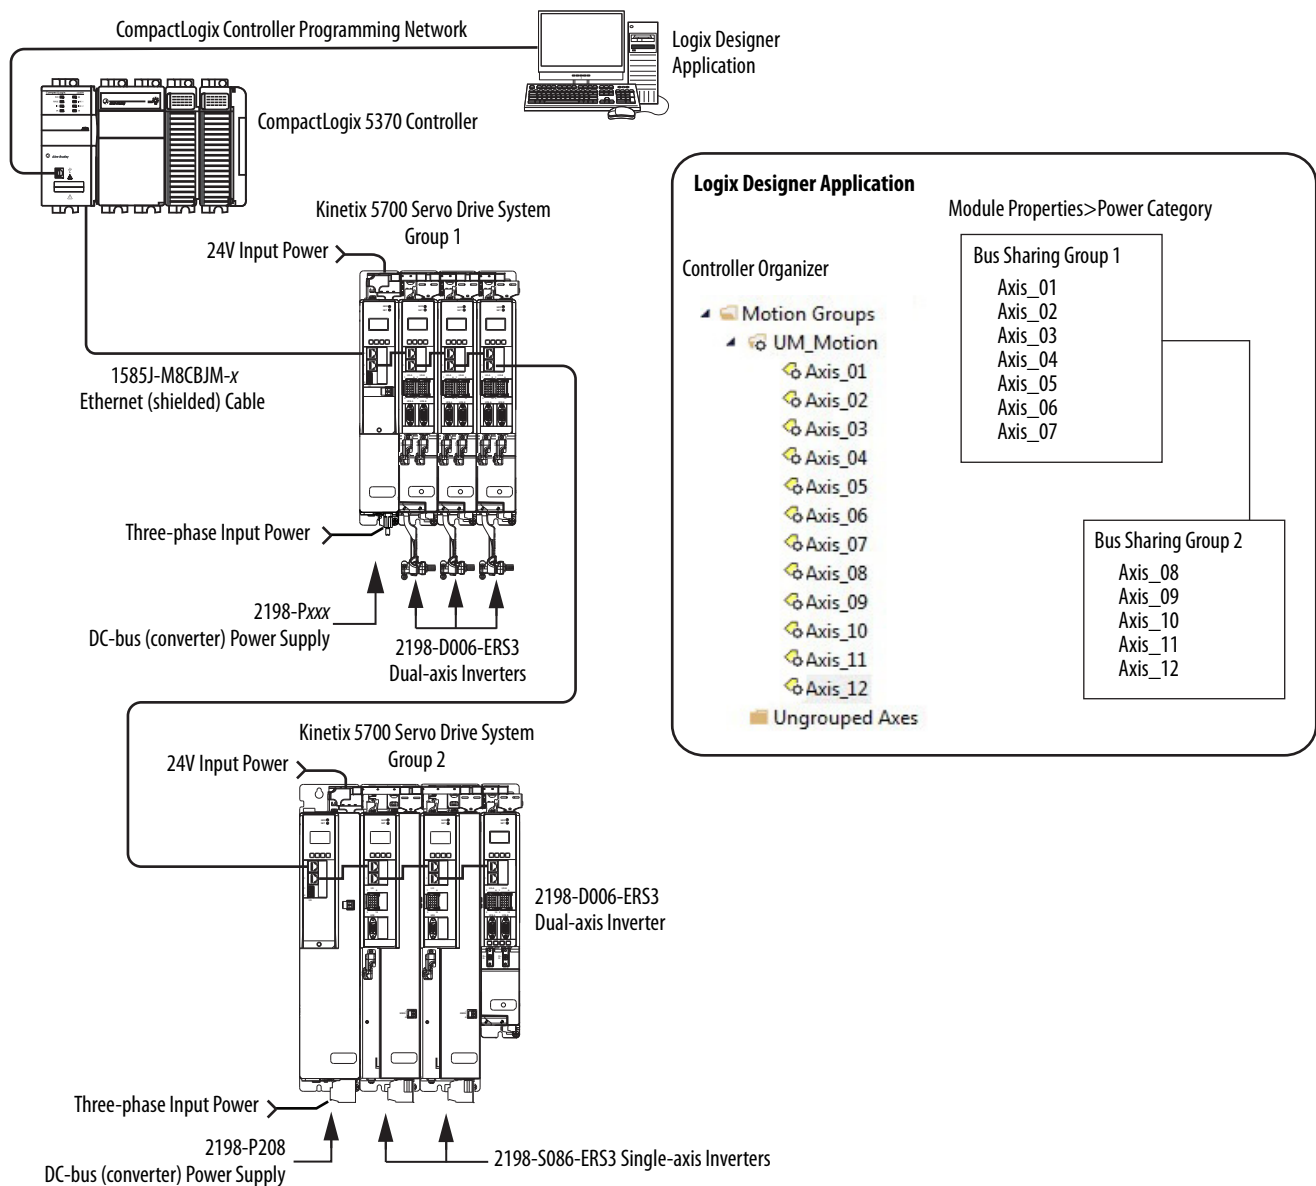 CompactLogix Controller Programming Network
Logix Designer
Application
CompactLogix 5370 Controller
Kinetix 5700 Servo Drive System
Group 1
24V Input Power
1585J-M8CBJM-x
Ethernet (shielded) Cable
Three-phase Input Power
2198-Pxxx
DC-bus (converter) Power Supply
2198-D006-ERS3
Dual-axis Inverters
Logix Designer Application
Module Properties>Power Category
Controller Organizer
Motion Groups
UM_Motion
Axis_01
Axis_02
Axis_03
Axis_04
Axis_05
Axis_06
Axis_07
Axis_08
Axis_09
Axis_10
Axis_11
Axis_12
Ungrouped Axes
Bus Sharing Group 1
Axis_01
Axis_02
Axis_03
Axis_04
Axis_05
Axis_06
Axis_07
Bus Sharing Group 2
Axis_08
Axis_09
Axis_10
Axis_11
Axis_12
Kinetix 5700 Servo Drive System
Group 2
24V Input Power
2198-D006-ERS3
Dual-axis Inverter
Three-phase Input Power
2198-P208
DC-bus (converter) Power Supply
2198-S086-ERS3 Single-axis Inverters